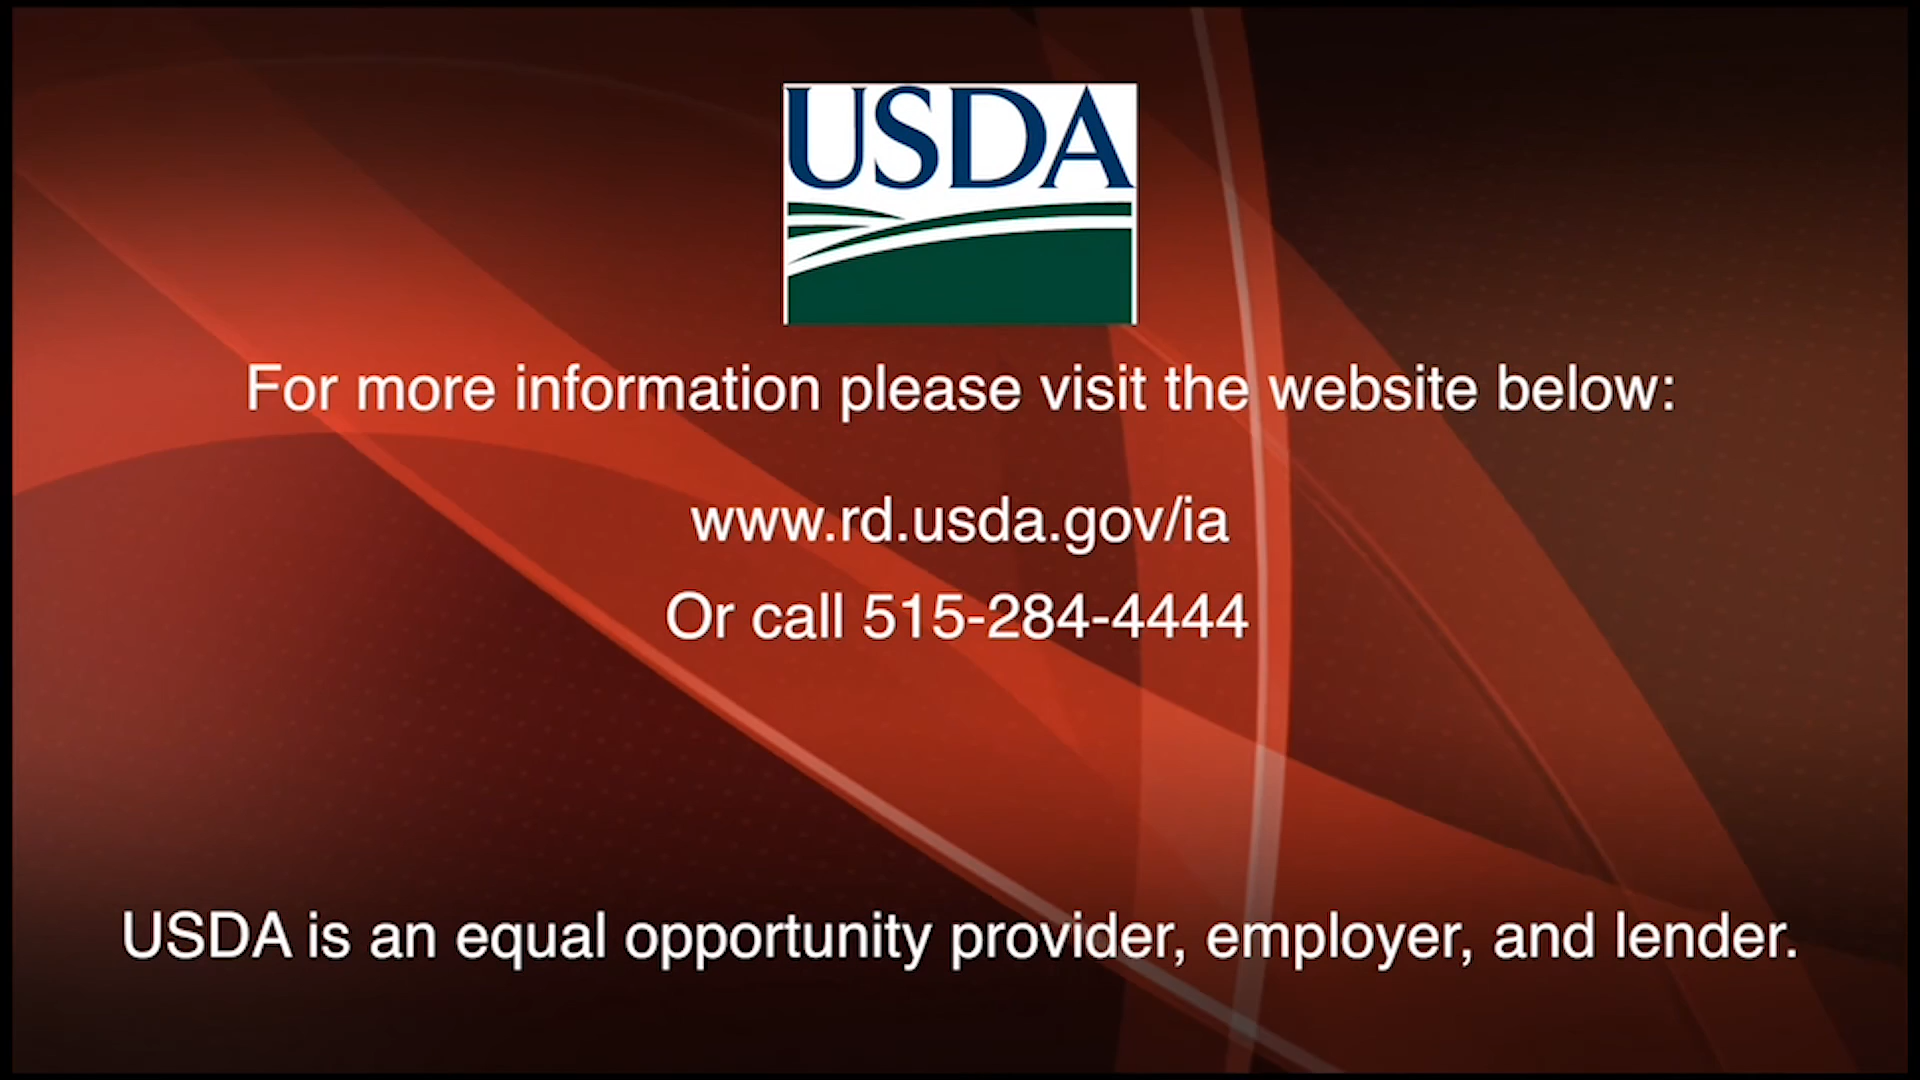 USDA
For more information please visit the website below:
www.rd.usda.gov/ia
Or call 515-284-4444
USDA is an equal opportunity provider, employer, and lender.